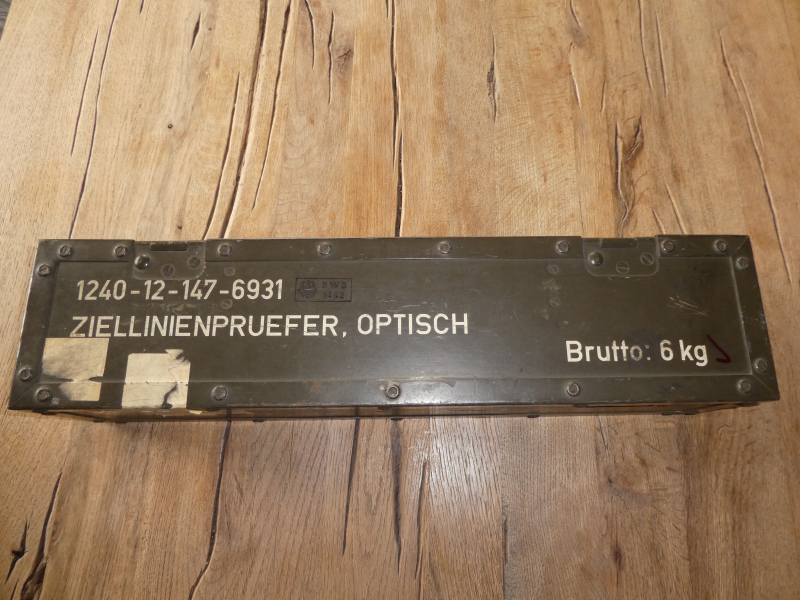 1240-12-147-6931
ZIELLINIENPRUEFER, OPTISCH
Brutto: 6 kg